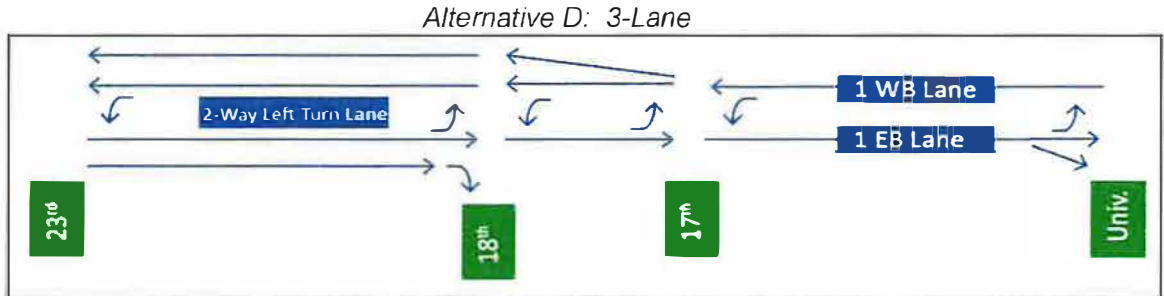 Alternative D: 3-Lane
1 WB Lane
2-Way Left Turn Lane
1 EB Lane
23rd
18th
17th
Univ.